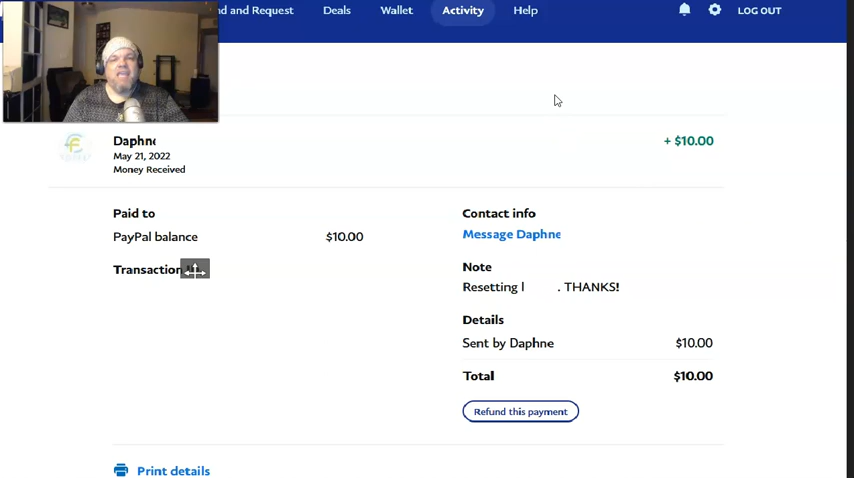 nd and Request Deals Wallet Activity Help LOG OUT
Daphne
+ $10.00
May 21, 2022
Money Received
Paid to
PayPal balance $10.00
Transaction
Contact info
Message Daphne
Note
Resetting l . THANKS!
Details
Sent by Daphne $10.00
Total $10.00
Refund this payment
Print details